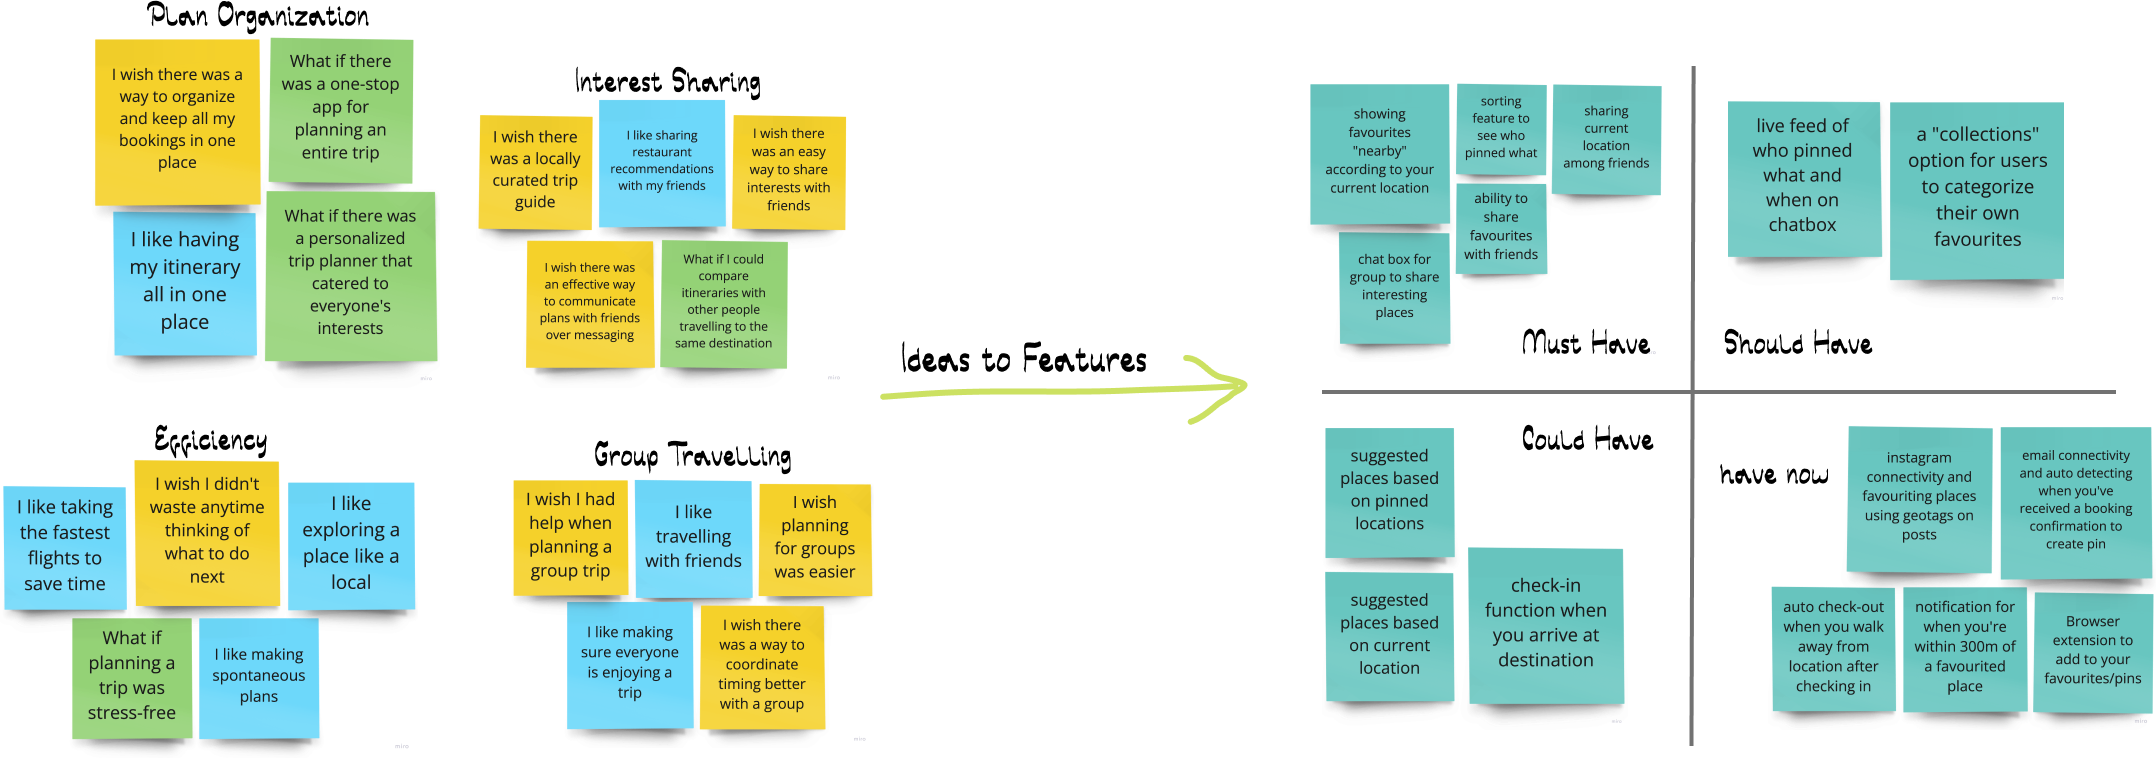 Plan Organization
I wish there was a
way to organize
and keep all my
bookings in one
place
What if there
was a one-stop
app for
planning an
entire trip
I like having
my itinerary
all in one
place
What if there was
a personalized
trip planner that
catered to
everyone's
interests
miro
Interest Sharing
I wish there
was a locally
curated trip
guide
I like sharing
restaurant
recommendations
with my friends
I wish there
was an easy
way to share
interests with
friends
I wish there was
an effective way
to communicate
plans with friends
over messaging
What if I could
compare
itineraries with
other people
travelling to the
same destination
miro
Efficiency
I like taking
the fastest
flights to
save time
I wish I didn't
waste anytime
thinking of
what to do
next
I like
exploring a
place like a
local
What if
planning a
trip was
stress-free
I like making
spontaneous
plans
miro
Group Travelling
I wish I had
help when
planning a
group trip
I like
travelling
with friends
I wish
planning
for groups
was easier
I like making
sure everyone
is enjoying a
trip
I wish there
was a way to
coordinate
timing better
with a group
miro
Ideas to Features
showing
favourites
"nearby"
according to your
current location
sorting
feature to
see who
pinned what
sharing
current
location
among friends
ability to
share
favourites
with friends
chat box for
group to share
interesting
places
Must Have
live feed of
who pinned
what and
when on
chatbox
a "collections"
option for users
to categorize
their own
favourites
miro
Should Have
Could Have
suggested
places based
on pinned
locations
suggested
places based
on current
location
check-in
function when
you arrive at
destination
miro
have now
instagram
connectivity and
favouriting places
using geotags on
posts
email connectivity
and auto detecting
when you've
received a booking
confirmation to
create pin
auto check-out
when you walk
away from
location after
checking in
notification for
when you're
within 300m of
a favourited
place
Browser
extension to
add to your
favourites/pins
miro